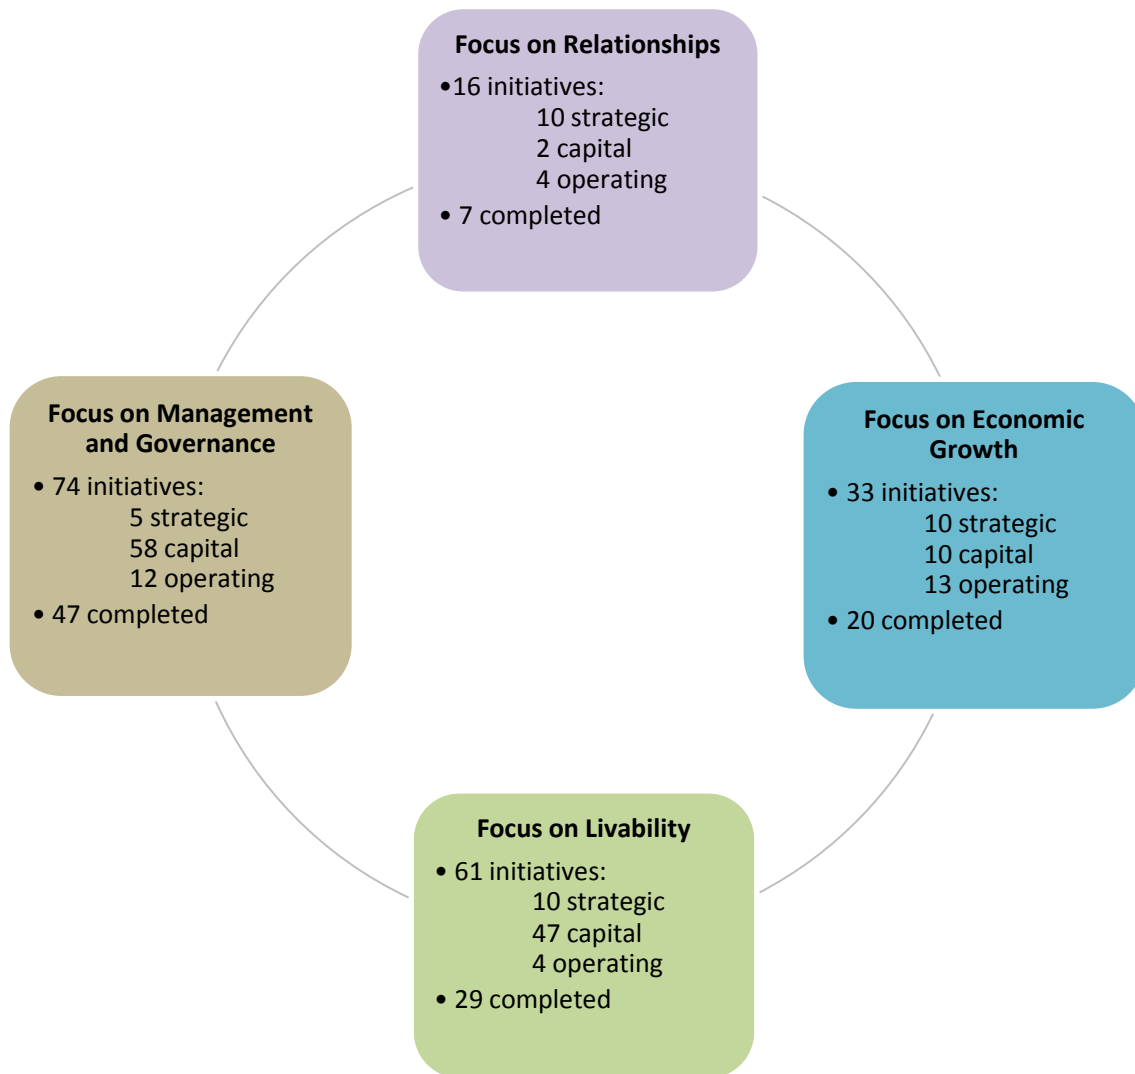 Focus on Relationships
•16 initiatives:
10 strategic
2 capital
4 operating
• 7 completed
Focus on Management
and Governance
• 74 initiatives:
5 strategic
58 capital
12 operating
• 47 completed
Focus on Economic
Growth
• 33 initiatives:
10 strategic
10 capital
13 operating
• 20 completed
Focus on Livability
• 61 initiatives:
10 strategic
47 capital
4 operating
• 29 completed